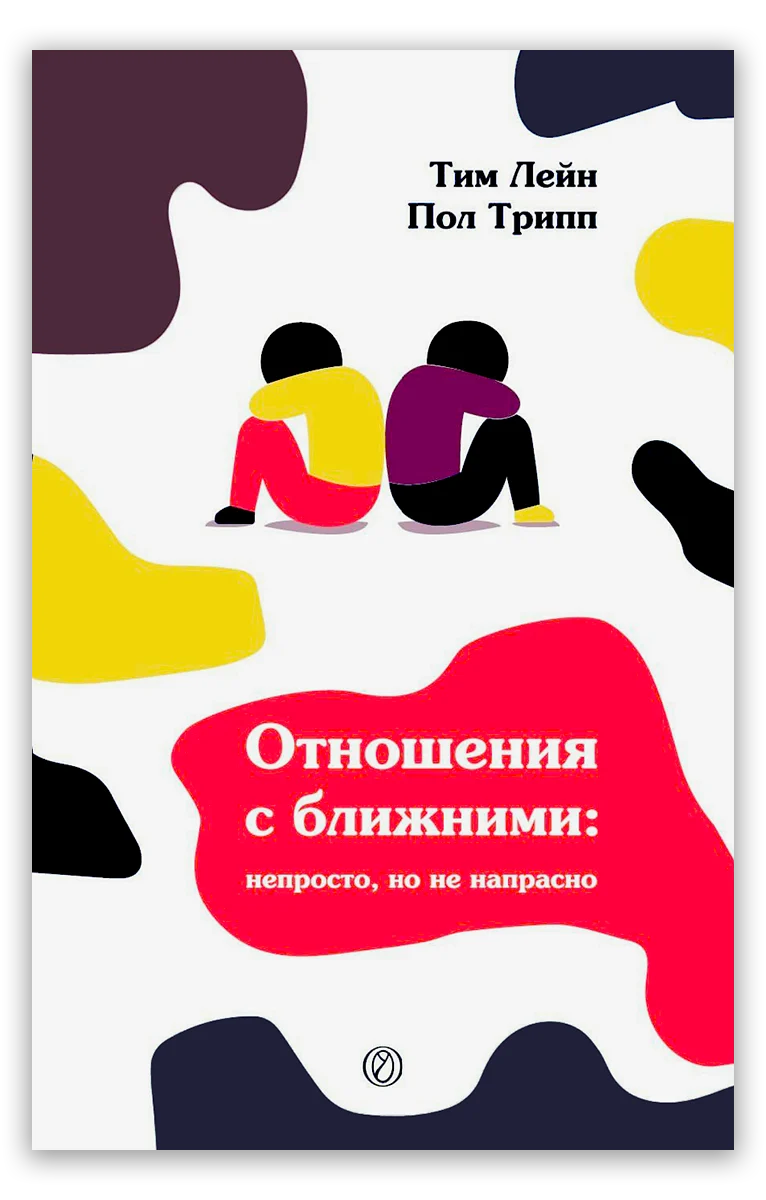 Тим Лейн
Пол Трипп
Отношения
с ближними:
непросто, но не напрасно